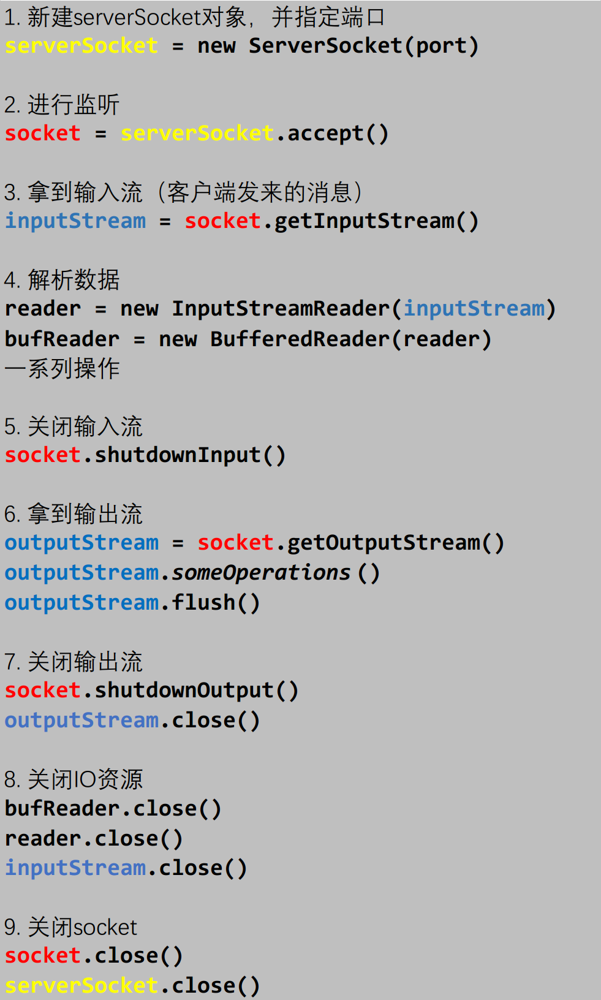 1. 新建serverSocket对象，并指定端口
serverSocket = new ServerSocket(port)
2. 进行监听
socket = serverSocket.accept()
3. 拿到输入流（客户端发来的消息）
inputStream = socket.getInputStream()
4. 解析数据
reader = new InputStreamReader(inputStream)
bufReader = new BufferedReader(reader)
一系列操作
5. 关闭输入流
socket.shutdownInput()
6. 拿到输出流
outputStream = socket.getOutputStream()
outputStream.someOperations()
outputStream.flush()
7. 关闭输出流
socket.shutdownOutput()
outputStream.close()
8. 关闭IO资源
bufReader.close()
reader.close()
inputStream.close()
9. 关闭socket
socket.close()
serverSocket.close()